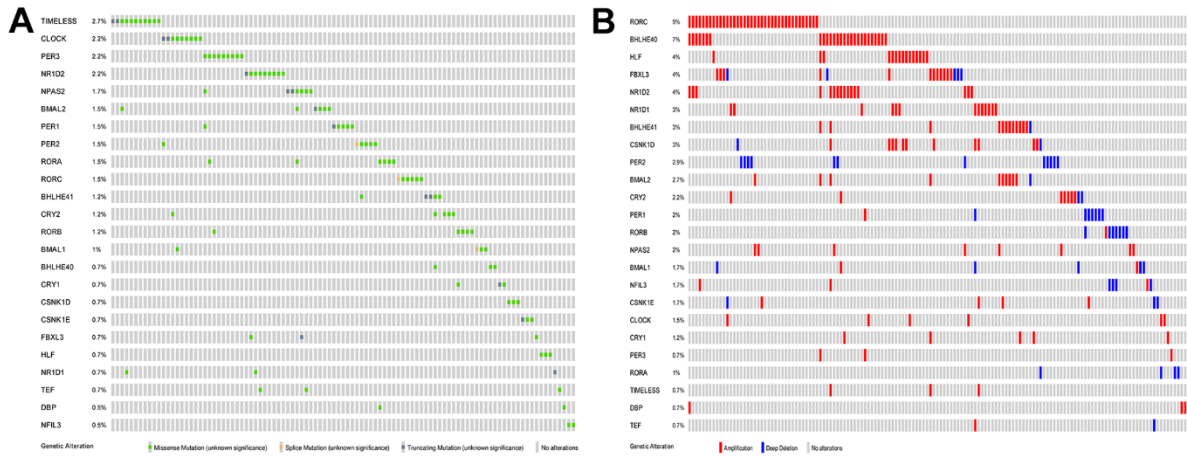 A
TIMELESS 2.7%
CLOCK 2.2%
PER3 2.2%
NR1D2 2.2%
NPAS2 1.7%
BMAL2 1.5%
PER1 1.5%
PER2 1.5%
RORA 1.5%
RORC 1.5%
BHLHE41 1.2%
CRY2 1.2%
RORB 1.2%
BMAL1 1%
BHLHE40 0.7%
CRY1 0.7%
CSNK1D 0.7%
CSNK1E 0.7%
FBXL3 0.7%
HLF 0.7%
NR1D1 0.7%
TEF 0.7%
DBP 0.5%
NFIL3 0.5%
Genetic Alteration Missense Mutation (unknown significance) Splice Mutation (unknown significance) Truncating Mutation (unknown significance) No alterations
B
RORC 5%
BHLHE40 7%
HLF 4%
FBXL3 4%
NR1D2 4%
NR1D1 3%
BHLHE41 3%
CSNK1D 3%
PER2 2.9%
BMAL2 2.7%
CRY2 2.2%
PER1 2%
RORB 2%
NPAS2 2%
BMAL1 1.7%
NFIL3 1.7%
CSNK1E 1.7%
CLOCK 1.5%
CRY1 1.2%
PER3 0.7%
RORA 1%
TIMELESS 0.7%
DBP 0.7%
TEF 0.7%
Genetic Alteration Amplification Deep Deletion No alterations